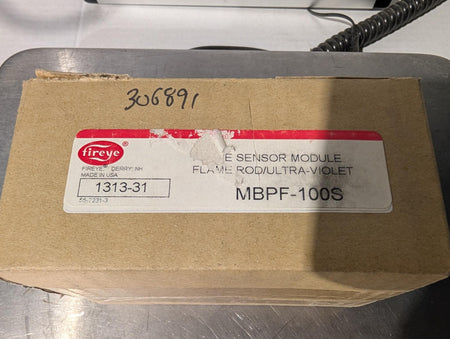 306891
fireye ®
E SENSOR MODULE
FLAME ROD/ULTRA-VIOLET
FIREYE DERRY, NH
MADE IN USA
1313-31
MBPF-100S